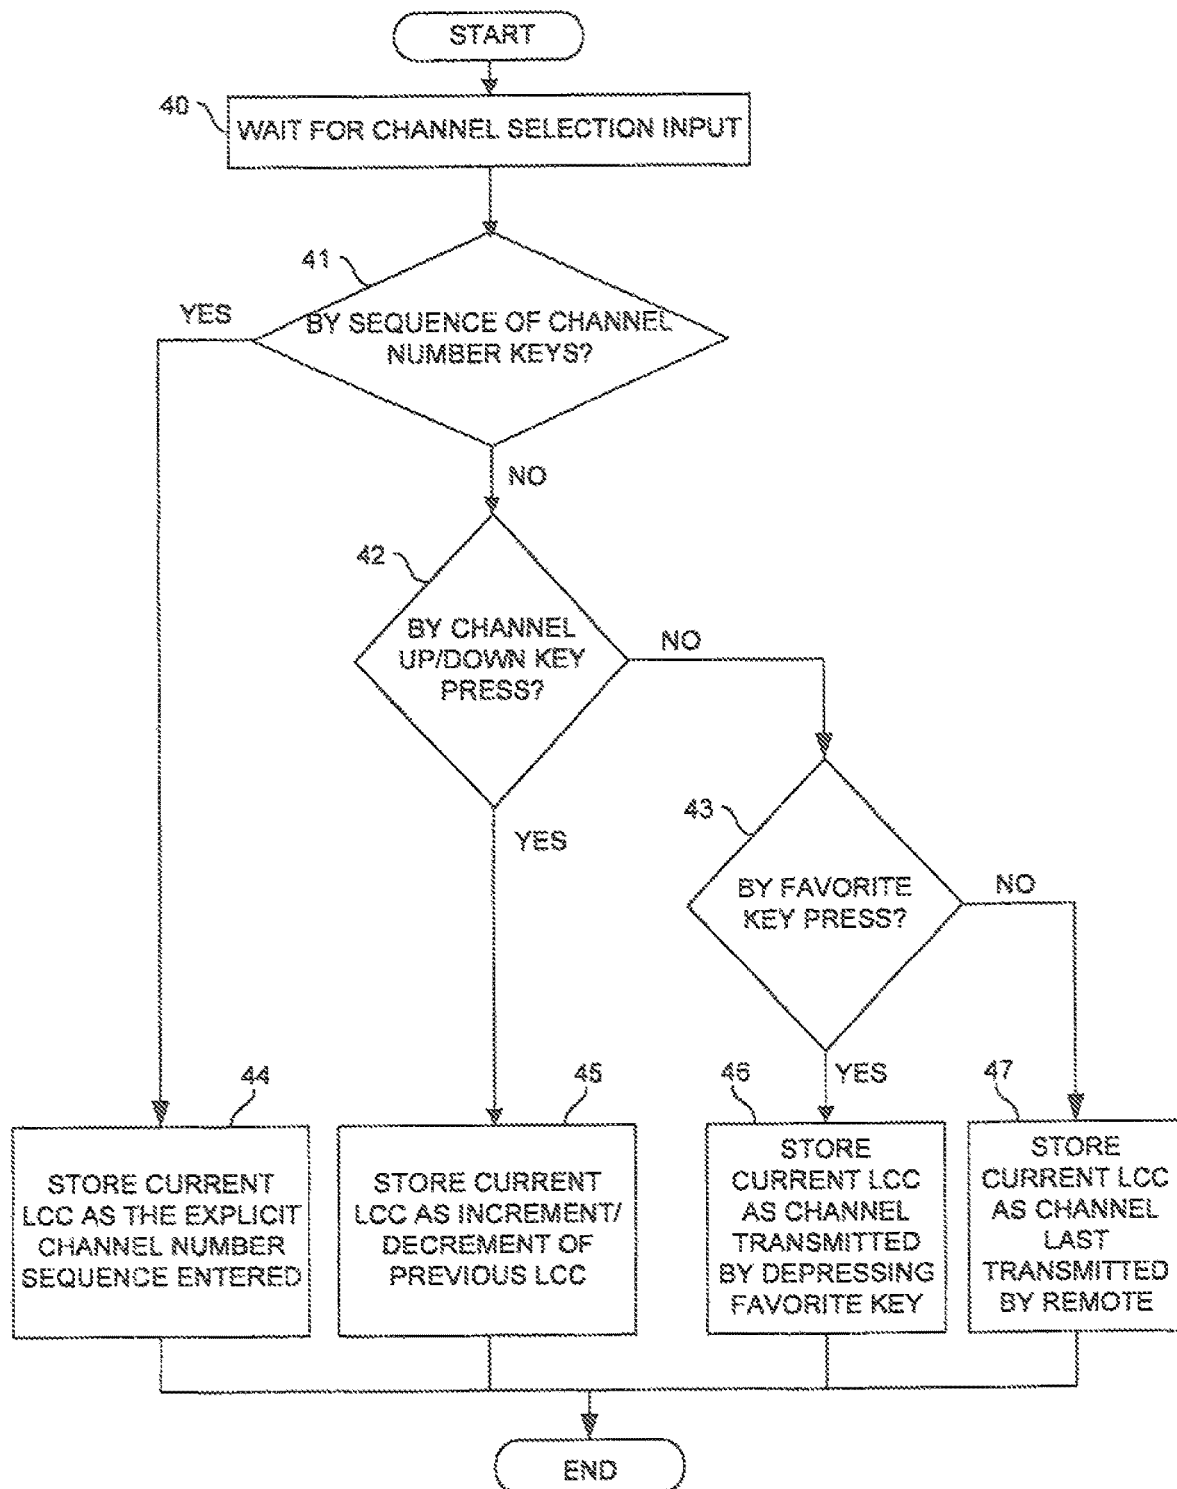 START
40
WAIT FOR CHANNEL SELECTION INPUT
41
YES
BY SEQUENCE OF CHANNEL
NUMBER KEYS?
NO
42
BY CHANNEL
UP/DOWN KEY
PRESS?
NO
YES
43
BY FAVORITE
KEY PRESS?
NO
YES
44
STORE CURRENT
LCC AS THE EXPLICIT
CHANNEL NUMBER
SEQUENCE ENTERED
45
STORE CURRENT
LCC AS INCREMENT/
DECREMENT OF
PREVIOUS LCC
46
STORE
CURRENT LCC
AS CHANNEL
TRANSMITTED
BY DEPRESSING
FAVORITE KEY
47
STORE
CURRENT LCC
AS CHANNEL
LAST
TRANSMITTED
BY REMOTE
END